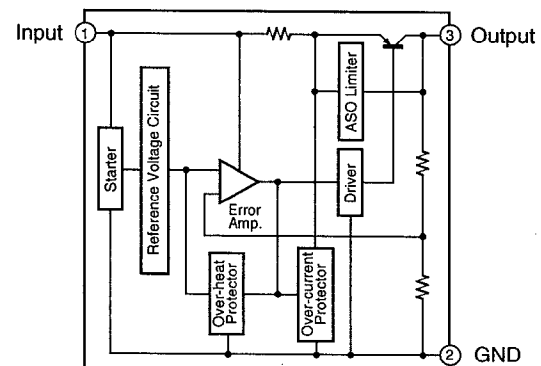 Input
1
3
Output
ASO Limiter
Starter
Reference Voltage Circuit
Driver
Error
Amp.
Over-heat
Protector
Over-current
Protector
2
GND